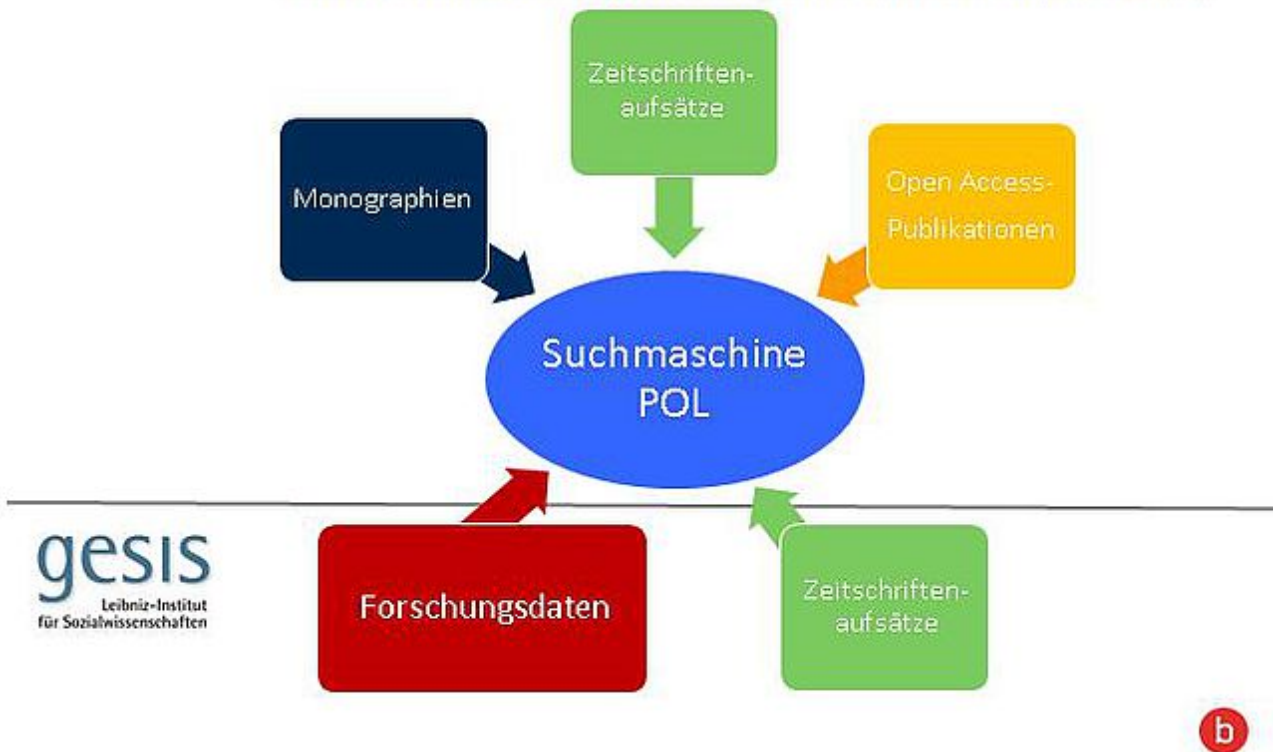 Zeitschriften-
aufsätze
Monographien
Open Access-
Publikationen
Suchmaschine
POL
gesis
Leibniz-Institut
für Sozialwissenschaften
Forschungsdaten
Zeitschriften-
aufsätze
b